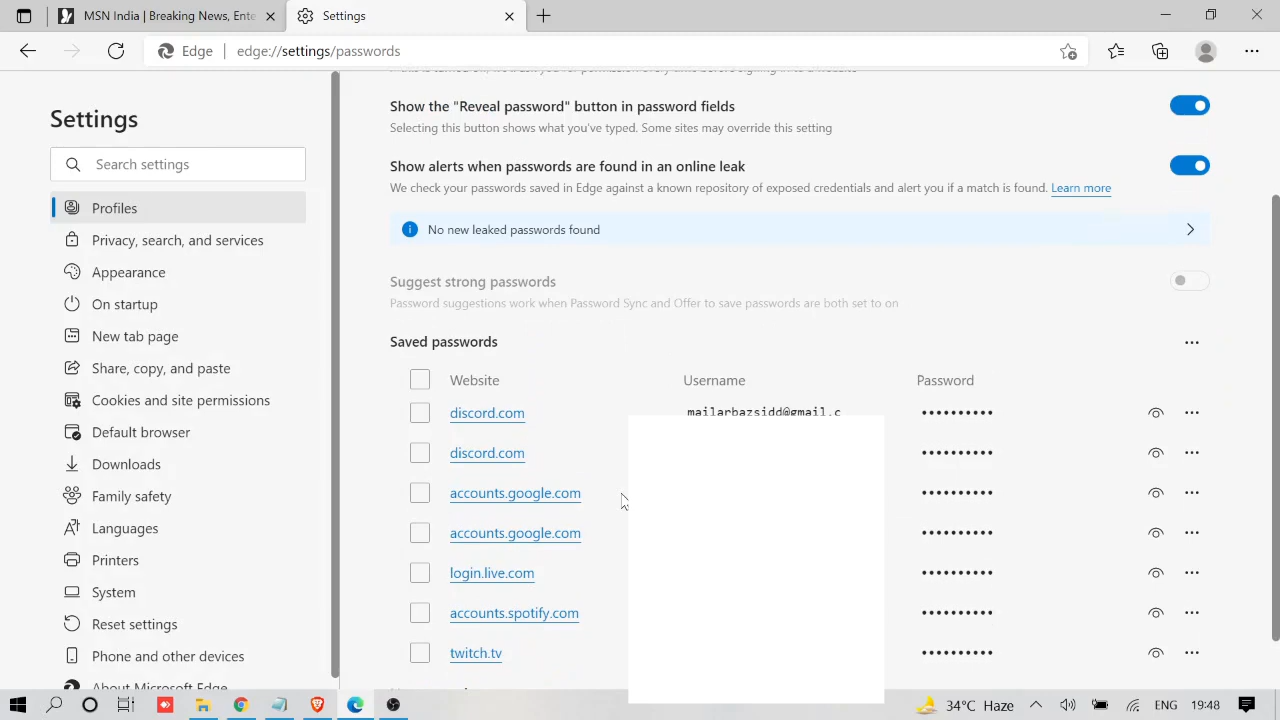 MSN News, Ente
Settings
Edge
edge://settings/passwords
Settings
Search settings
Profiles
Privacy, search, and services
Appearance
On startup
New tab page
Share, copy, and paste
Cookies and site permissions
Default browser
Downloads
Family safety
Languages
Printers
System
Reset settings
Phone and other devices
About Microsoft Edge
Show the "Reveal password" button in password fields
Selecting this button shows what you've typed. Some sites may override this setting
Show alerts when passwords are found in an online leak
We check your passwords saved in Edge against a known repository of exposed credentials and alert you if a match is found. Learn more
No new leaked passwords found
Suggest strong passwords
Password suggestions work when Password Sync and Offer to save passwords are both set to on
Saved passwords
Website Username Password
discord.com mailarbazsidd@gmail.c ••••••••••
discord.com ••••••••••
accounts.google.com ••••••••••
accounts.google.com ••••••••••
login.live.com ••••••••••
accounts.spotify.com ••••••••••
twitch.tv ••••••••••
34°C Haze ENG 19:48